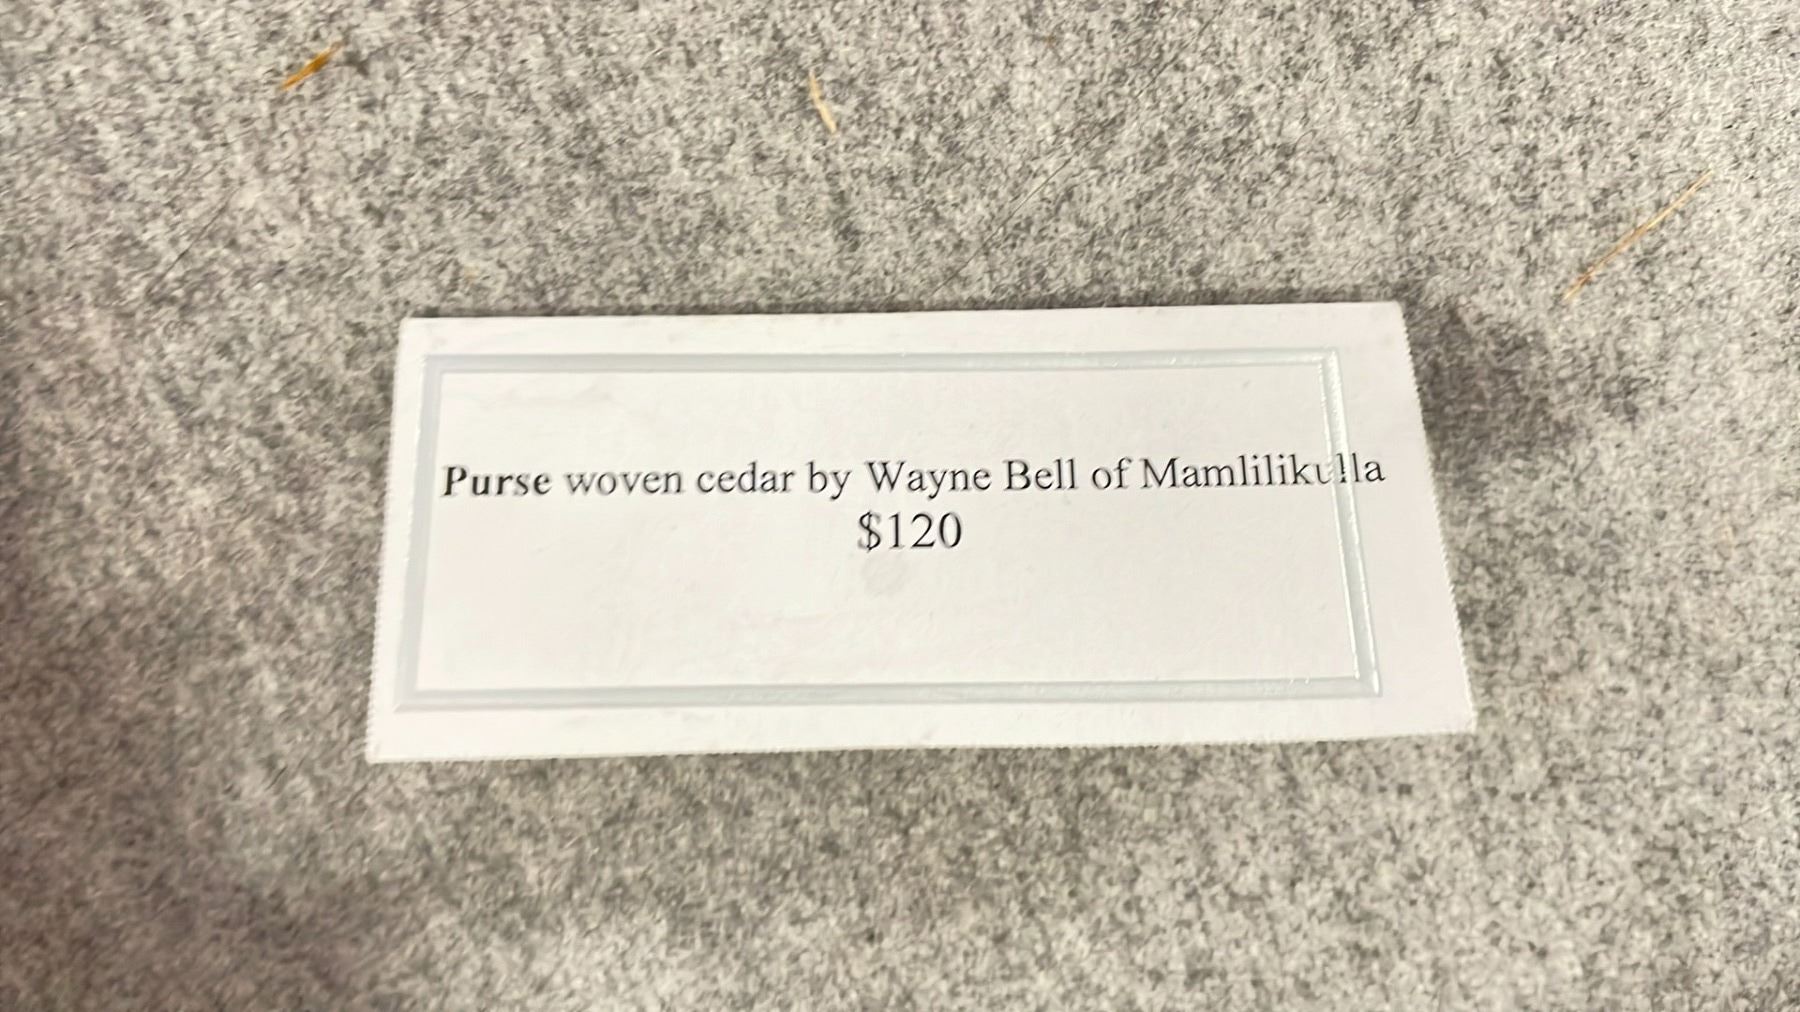 Purse woven cedar by Wayne Bell of Mamlilikulla
$120